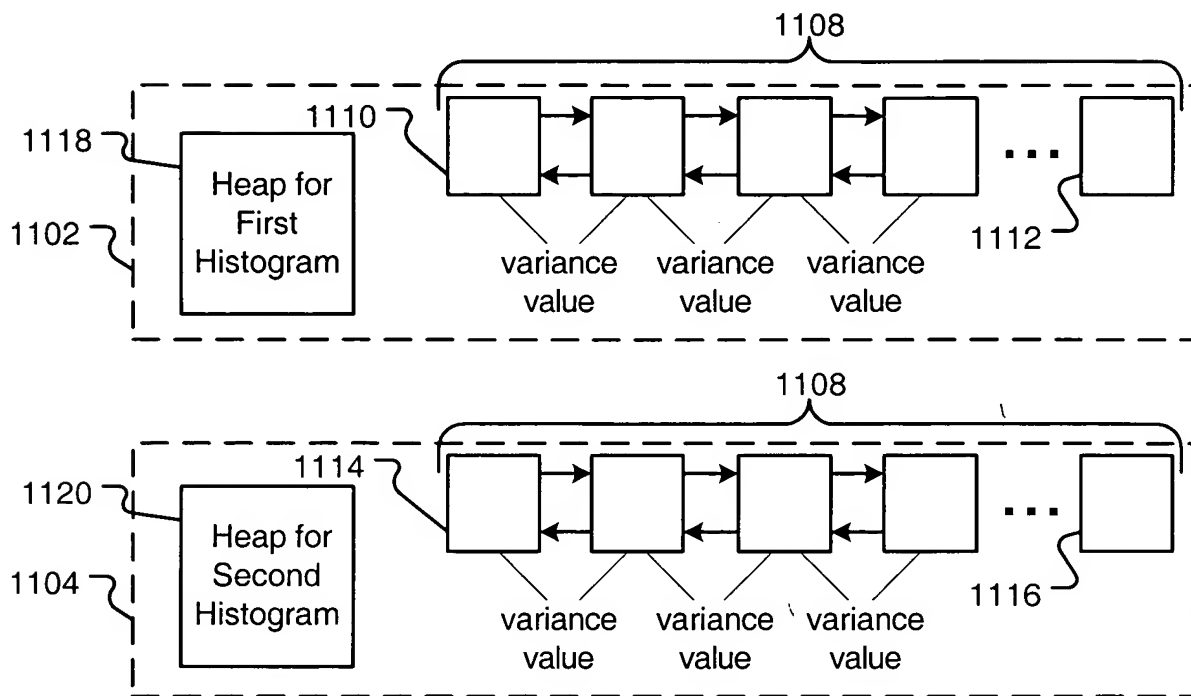 1108
1110
1118
Heap for
First
Histogram
1102
1112
variance
value
variance
value
variance
value
1108
1114
1120
Heap for
Second
Histogram
1104
1116
variance
value
variance
value
variance
value